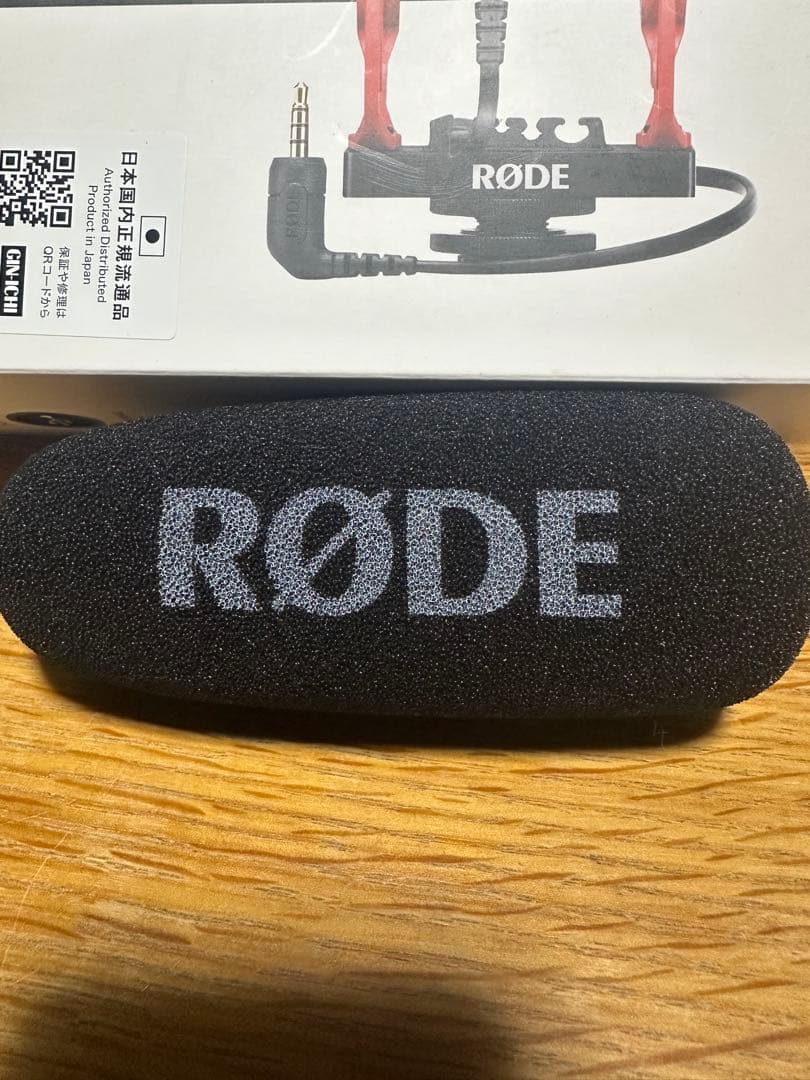 日本国内正規流通品
Authorized Distributed
Product in Japan
保証や修理は
QRコードから
GIN-ICHI
RØDE
RØDE
RØDE